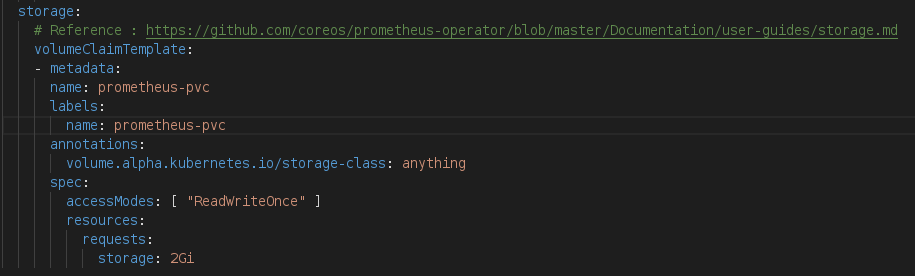 storage:
  # Reference : https://github.com/coreos/prometheus-operator/blob/master/Documentation/user-guides/storage.md
  volumeClaimTemplate:
  - metadata:
    name: prometheus-pvc
    labels:
      name: prometheus-pvc
    annotations:
      volume.alpha.kubernetes.io/storage-class: anything
    spec:
      accessModes: [ "ReadWriteOnce" ]
      resources:
        requests:
          storage: 2Gi